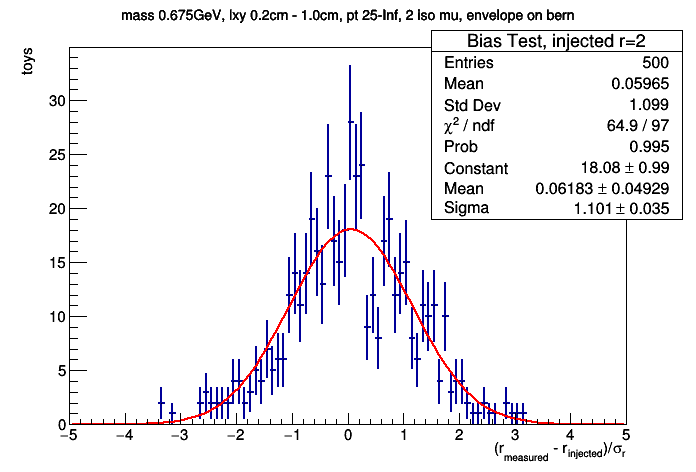 mass 0.675GeV, lxy 0.2cm - 1.0cm, pt 25-Inf, 2 Iso mu, envelope on bern
Bias Test, injected r=2
Entries 500
Mean 0.05965
Std Dev 1.099
χ² / ndf 64.9 / 97
Prob 0.995
Constant 18.08 ± 0.99
Mean 0.06183 ± 0.04929
Sigma 1.101 ± 0.035
toys
30
25
20
15
10
5
0
−5 −4 −3 −2 −1 0 1 2 3 4 5
(r_measured - r_injected)/σ_r